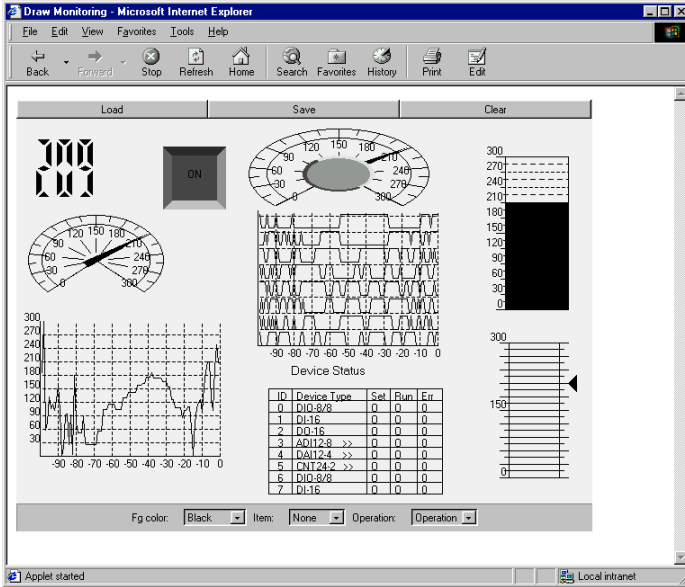 Draw Monitoring - Microsoft Internet Explorer
File Edit View Favorites Tools Help
Back Forward Stop Refresh Home Search Favorites History Print Edit
Load Save Clear
ON
0 30 60 90 120 150 180 210 240 270 300
0 30 60 90 120 150 180 210 240 270 300
300
270
240
210
180
150
120
90
60
30
0
-90 -80 -70 -60 -50 -40 -30 -20 -10 0
300
270
240
210
180
150
120
90
60
30
-90 -80 -70 -60 -50 -40 -30 -20 -10 0
Device Status
ID Device Type Set Run Err
0 DIO-8/8 0 0 0
1 DI-16 0 0 0
2 DO-16 0 0 0
3 ADI12-8 >> 0 0 0
4 DAI12-4 >> 0 0 0
5 CNT24-2 >> 0 0 0
6 DIO-8/8 0 0 0
7 DI-16 0 0 0
300
150
0
Fg color: Black Item: None Operation: Operation
Applet started Local intranet